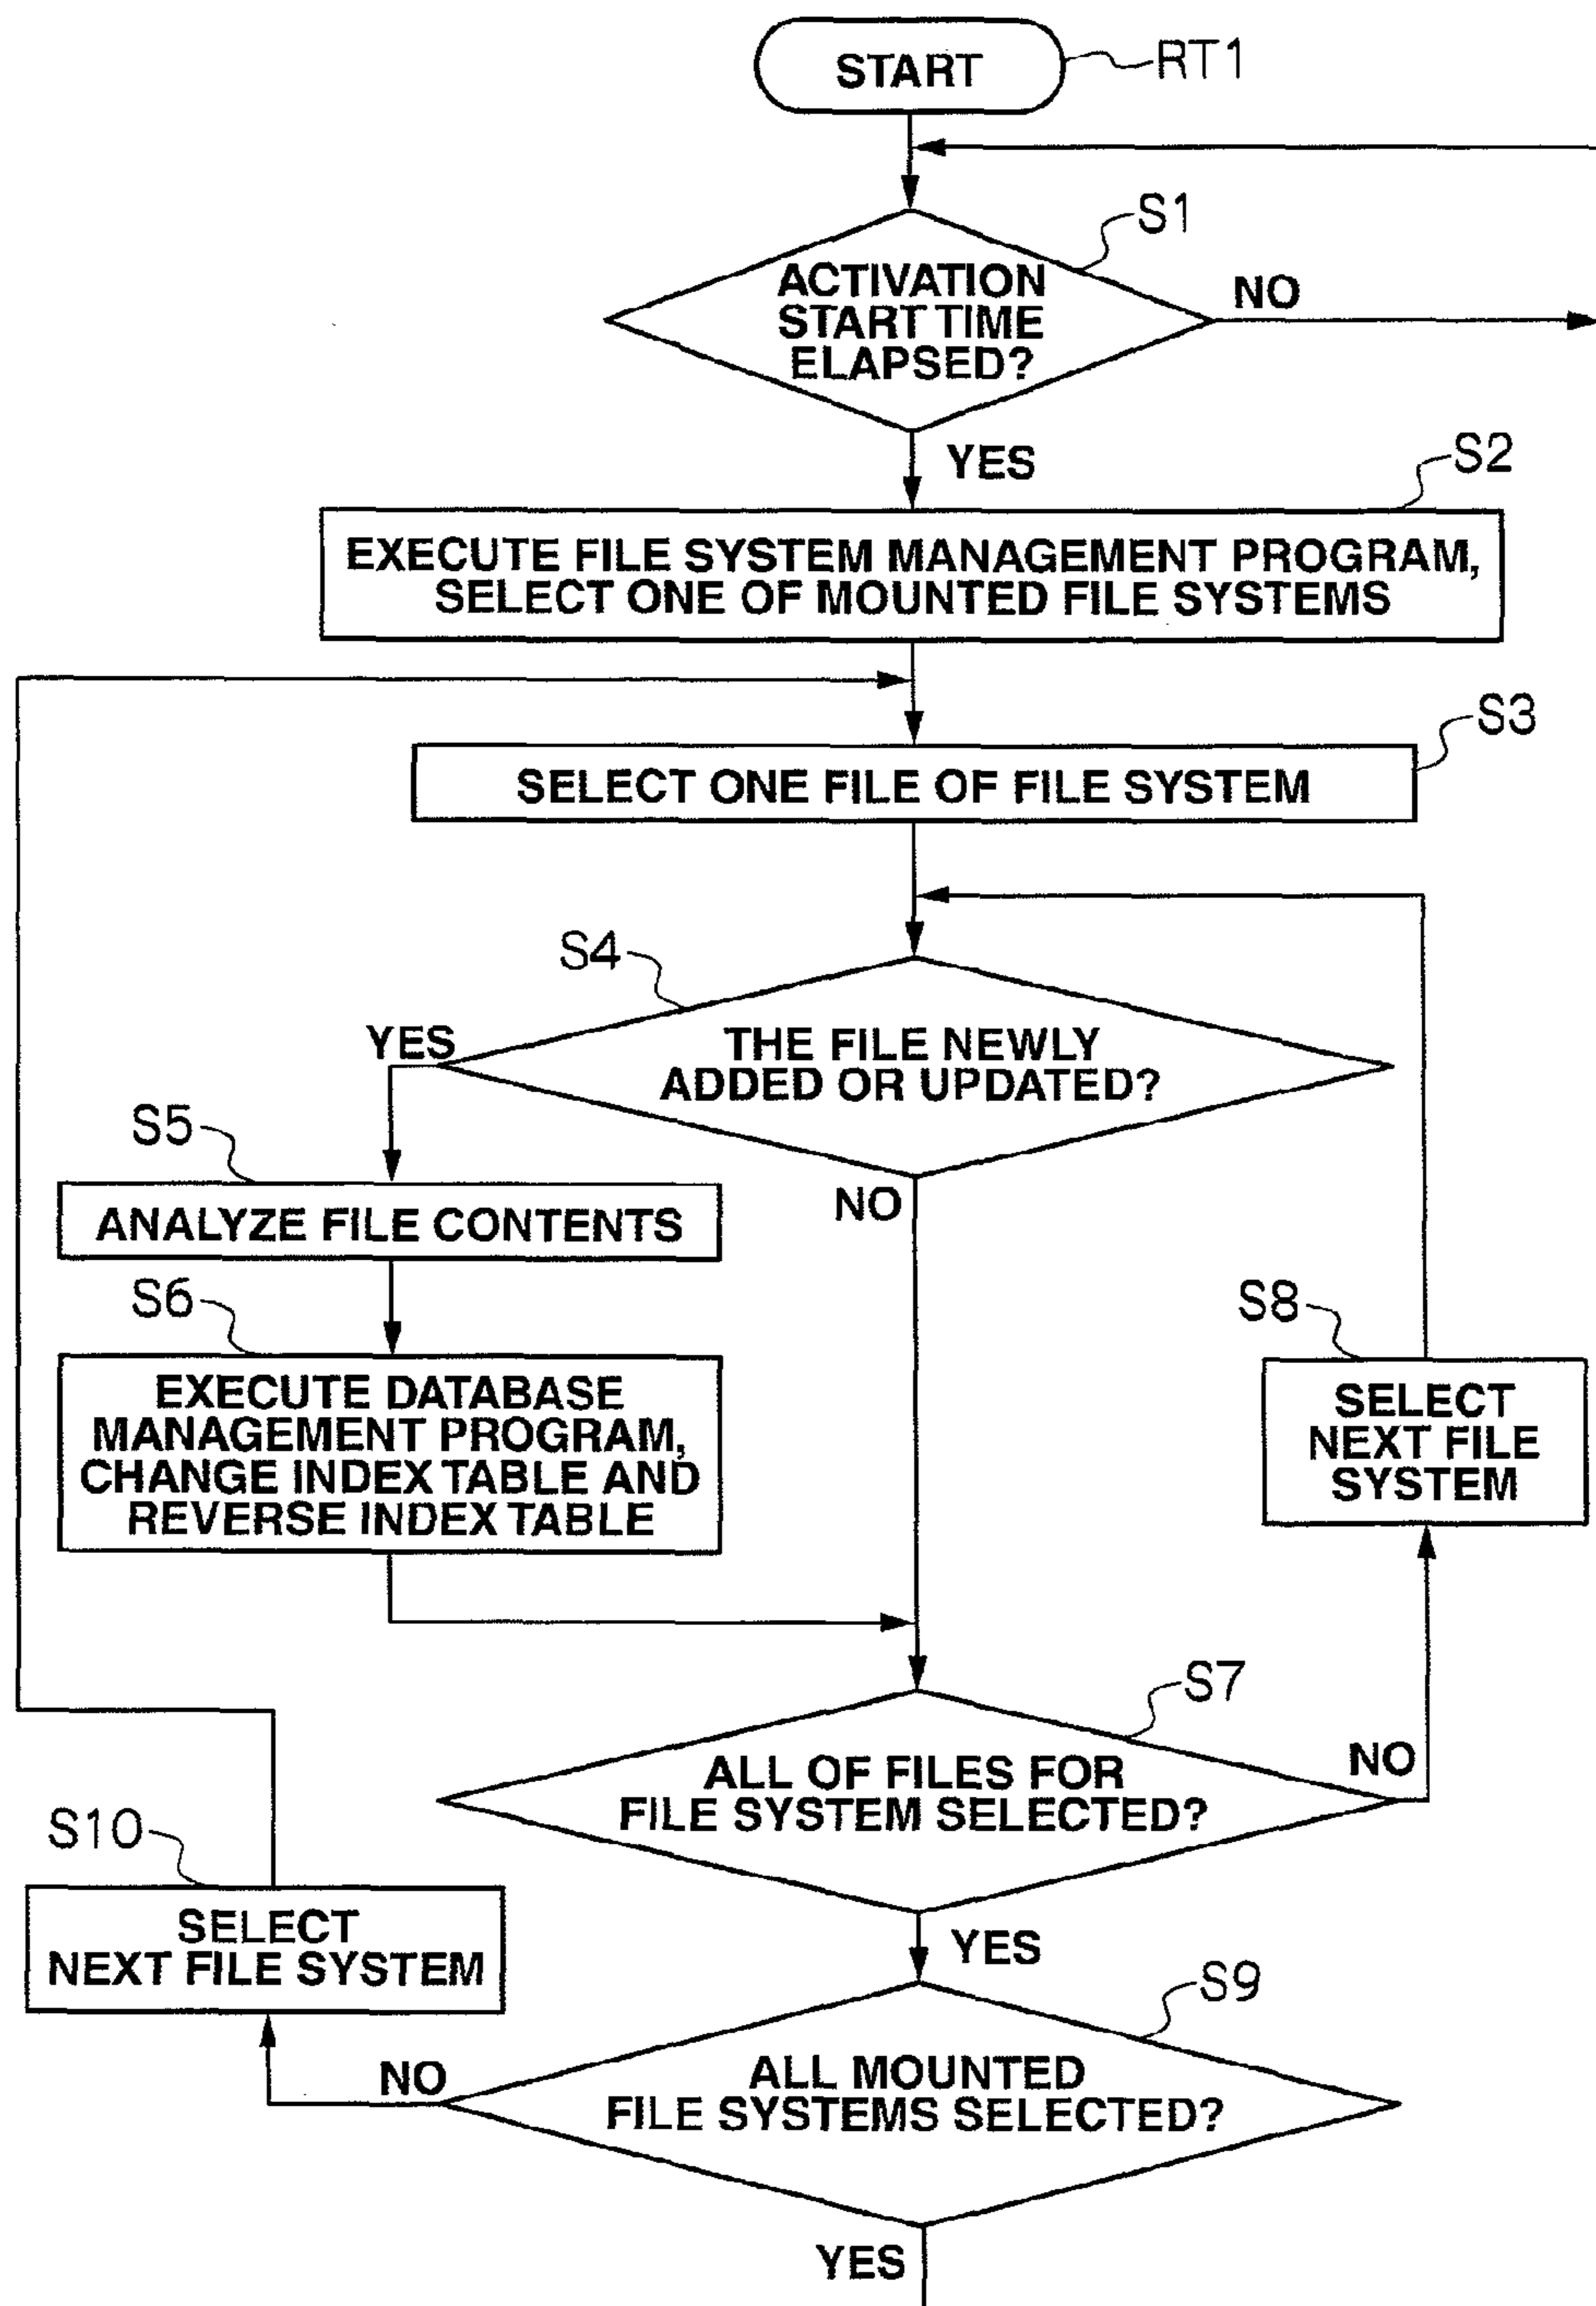 START
RT1
S1
ACTIVATION
START TIME
ELAPSED?
NO
YES
S2
EXECUTE FILE SYSTEM MANAGEMENT PROGRAM,
SELECT ONE OF MOUNTED FILE SYSTEMS
S3
SELECT ONE FILE OF FILE SYSTEM
S4
YES
THE FILE NEWLY
ADDED OR UPDATED?
NO
S5
ANALYZE FILE CONTENTS
S6
EXECUTE DATABASE
MANAGEMENT PROGRAM,
CHANGE INDEX TABLE AND
REVERSE INDEX TABLE
S8
SELECT
NEXT FILE
SYSTEM
S7
ALL OF FILES FOR
FILE SYSTEM SELECTED?
NO
YES
S10
SELECT
NEXT FILE SYSTEM
S9
ALL MOUNTED
FILE SYSTEMS SELECTED?
NO
YES